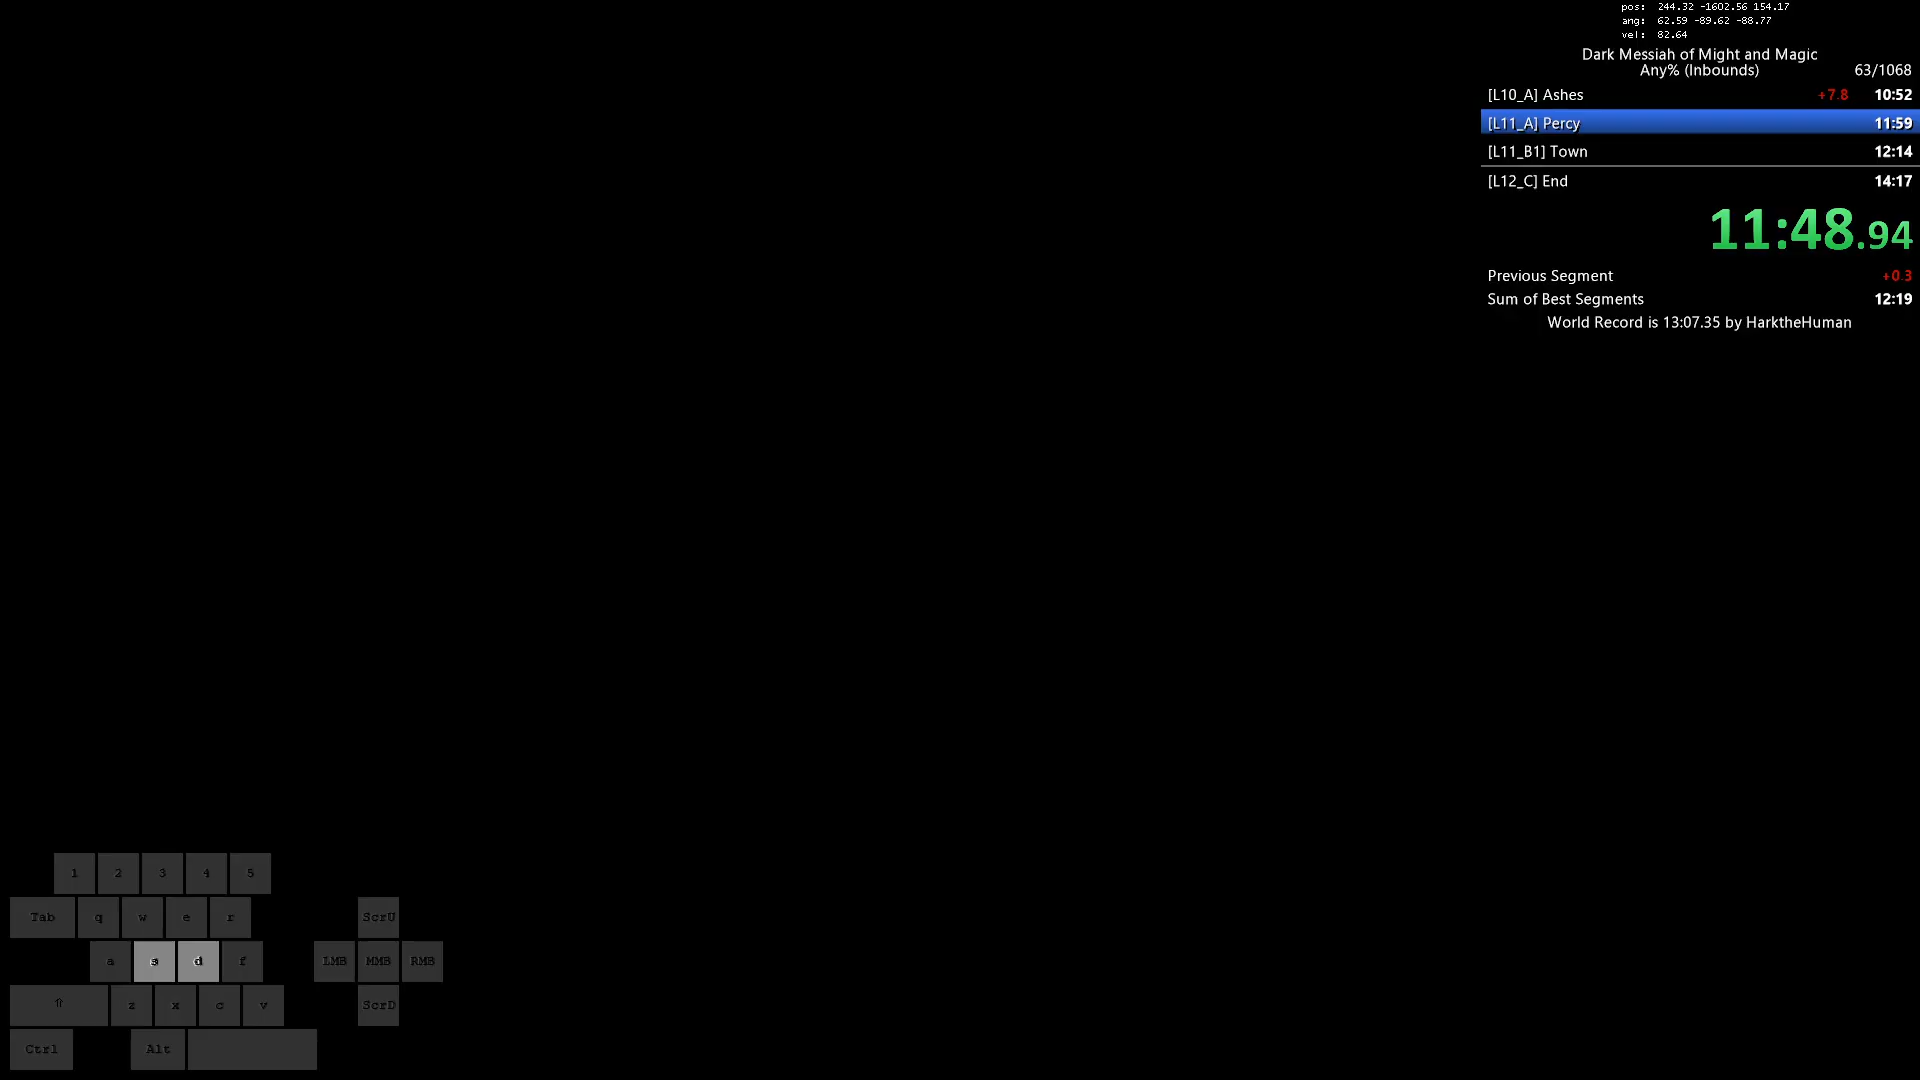 pos: 244.32 -1602.56 154.17
ang: 62.59 -89.62 -88.77
vel: 82.64
Dark Messiah of Might and Magic
Any% (Inbounds) 63/1068
[L10_A] Ashes +7.8 10:52
[L11_A] Percy 11:59
[L11_B1] Town 12:14
[L12_C] End 14:17
11:48.94
Previous Segment +0.3
Sum of Best Segments 12:19
World Record is 13:07.35 by HarktheHuman
1 2 3 4 5
Tab q w e r ScrU
a s d f LMB MMB RMB
⇑ z x c v ScrD
Ctrl Alt